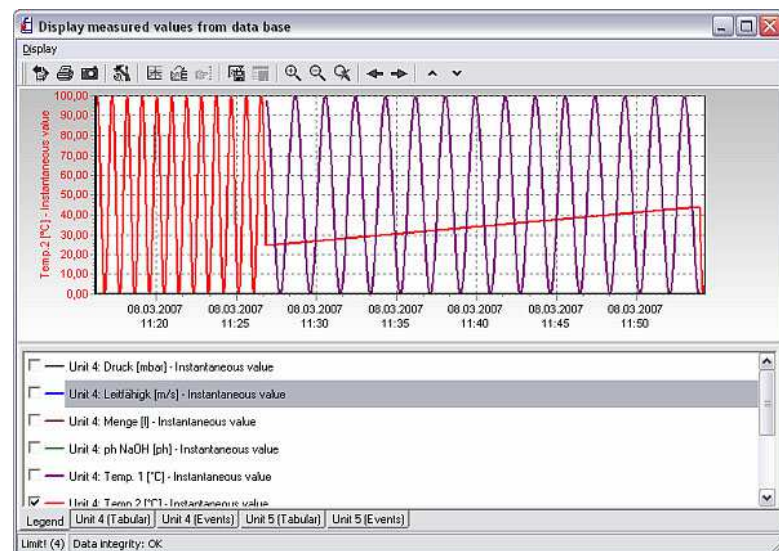 Display measured values from data base
Display
Temp.2 [°C] - Instantaneous value
100,00
90,00
80,00
70,00
60,00
50,00
40,00
30,00
20,00
10,00
0,00
08.03.2007 08.03.2007 08.03.2007 08.03.2007 08.03.2007 08.03.2007 08.03.2007
11:20 11:25 11:30 11:35 11:40 11:45 11:50
Unit 4: Druck [mbar] - Instantaneous value
Unit 4: Leitfähigk [m/s] - Instantaneous value
Unit 4: Menge [l] - Instantaneous value
Unit 4: ph NaOH [ph] - Instantaneous value
Unit 4: Temp. 1 [°C] - Instantaneous value
Unit 4: Temp.2 [°C] - Instantaneous value
Legend Unit 4 (Tabular) Unit 4 (Events) Unit 5 (Tabular) Unit 5 (Events)
Limit! (4) Data integrity: OK